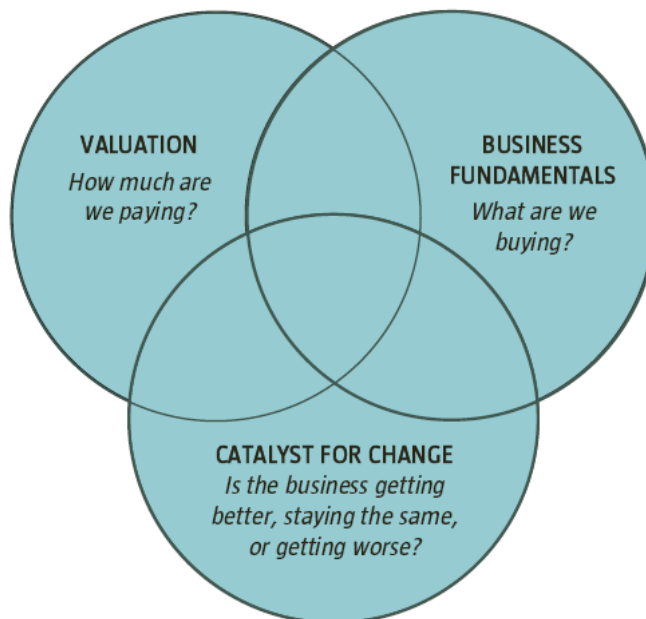 VALUATION
How much are
we paying?
BUSINESS
FUNDAMENTALS
What are we
buying?
CATALYST FOR CHANGE
Is the business getting
better, staying the same,
or getting worse?